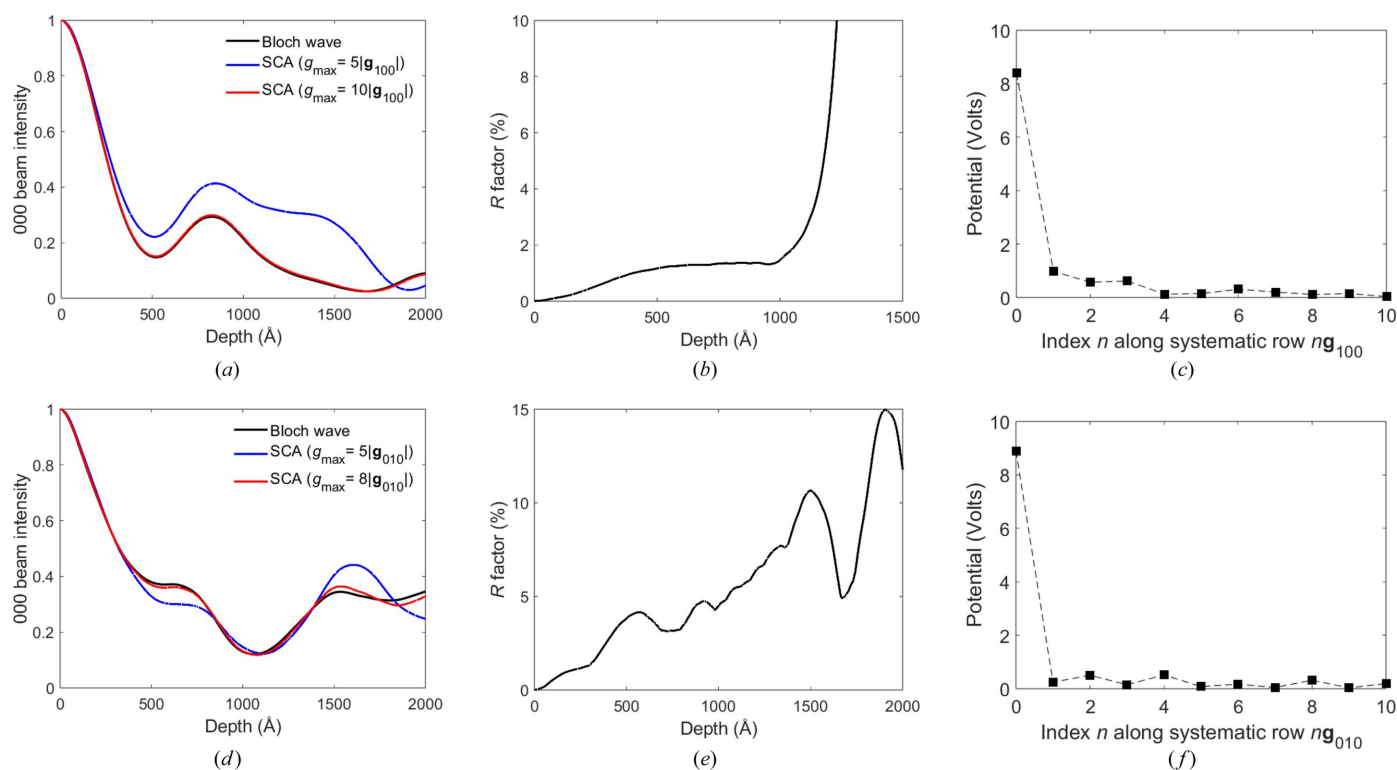 1
0.8
0.6
0.4
0.2
0
0 500 1000 1500 2000
000 beam intensity
Depth (Å)
Bloch wave
SCA (gmax= 5|g100|)
SCA (gmax= 10|g100|)
(a)
10
8
6
4
2
0
0 500 1000 1500
R factor (%)
Depth (Å)
(b)
10
8
6
4
2
0
0 2 4 6 8 10
Potential (Volts)
Index n along systematic row ng100
(c)
1
0.8
0.6
0.4
0.2
0
0 500 1000 1500 2000
000 beam intensity
Depth (Å)
Bloch wave
SCA (gmax= 5|g010|)
SCA (gmax= 8|g010|)
(d)
15
10
5
0
0 500 1000 1500 2000
R factor (%)
Depth (Å)
(e)
10
8
6
4
2
0
0 2 4 6 8 10
Potential (Volts)
Index n along systematic row ng010
(f)